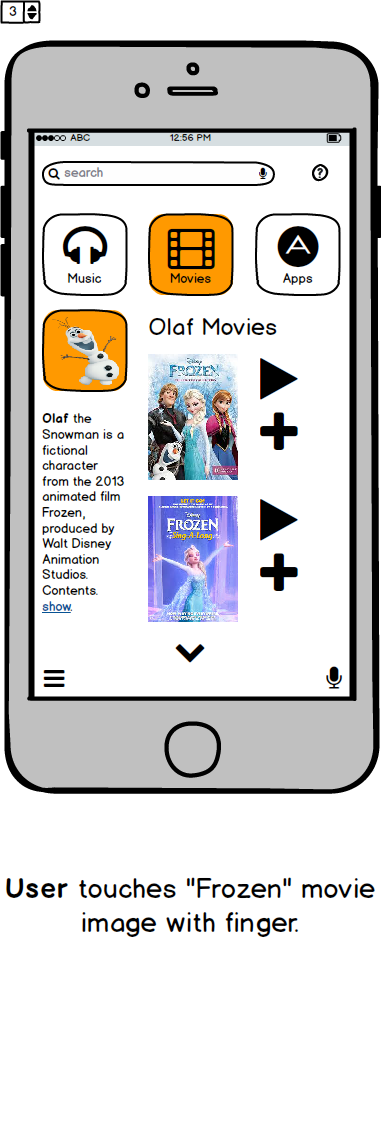 3
ABC
12:56 PM
search
?
Music
Movies
Apps
Olaf Movies
Olaf the
Snowman is a
fictional
character
from the 2013
animated film
Frozen,
produced by
Walt Disney
Animation
Studios.
Contents.
show.
Disney
FROZEN
Disney
FROZEN
Sing-A-Long
User touches "Frozen" movie
image with finger.